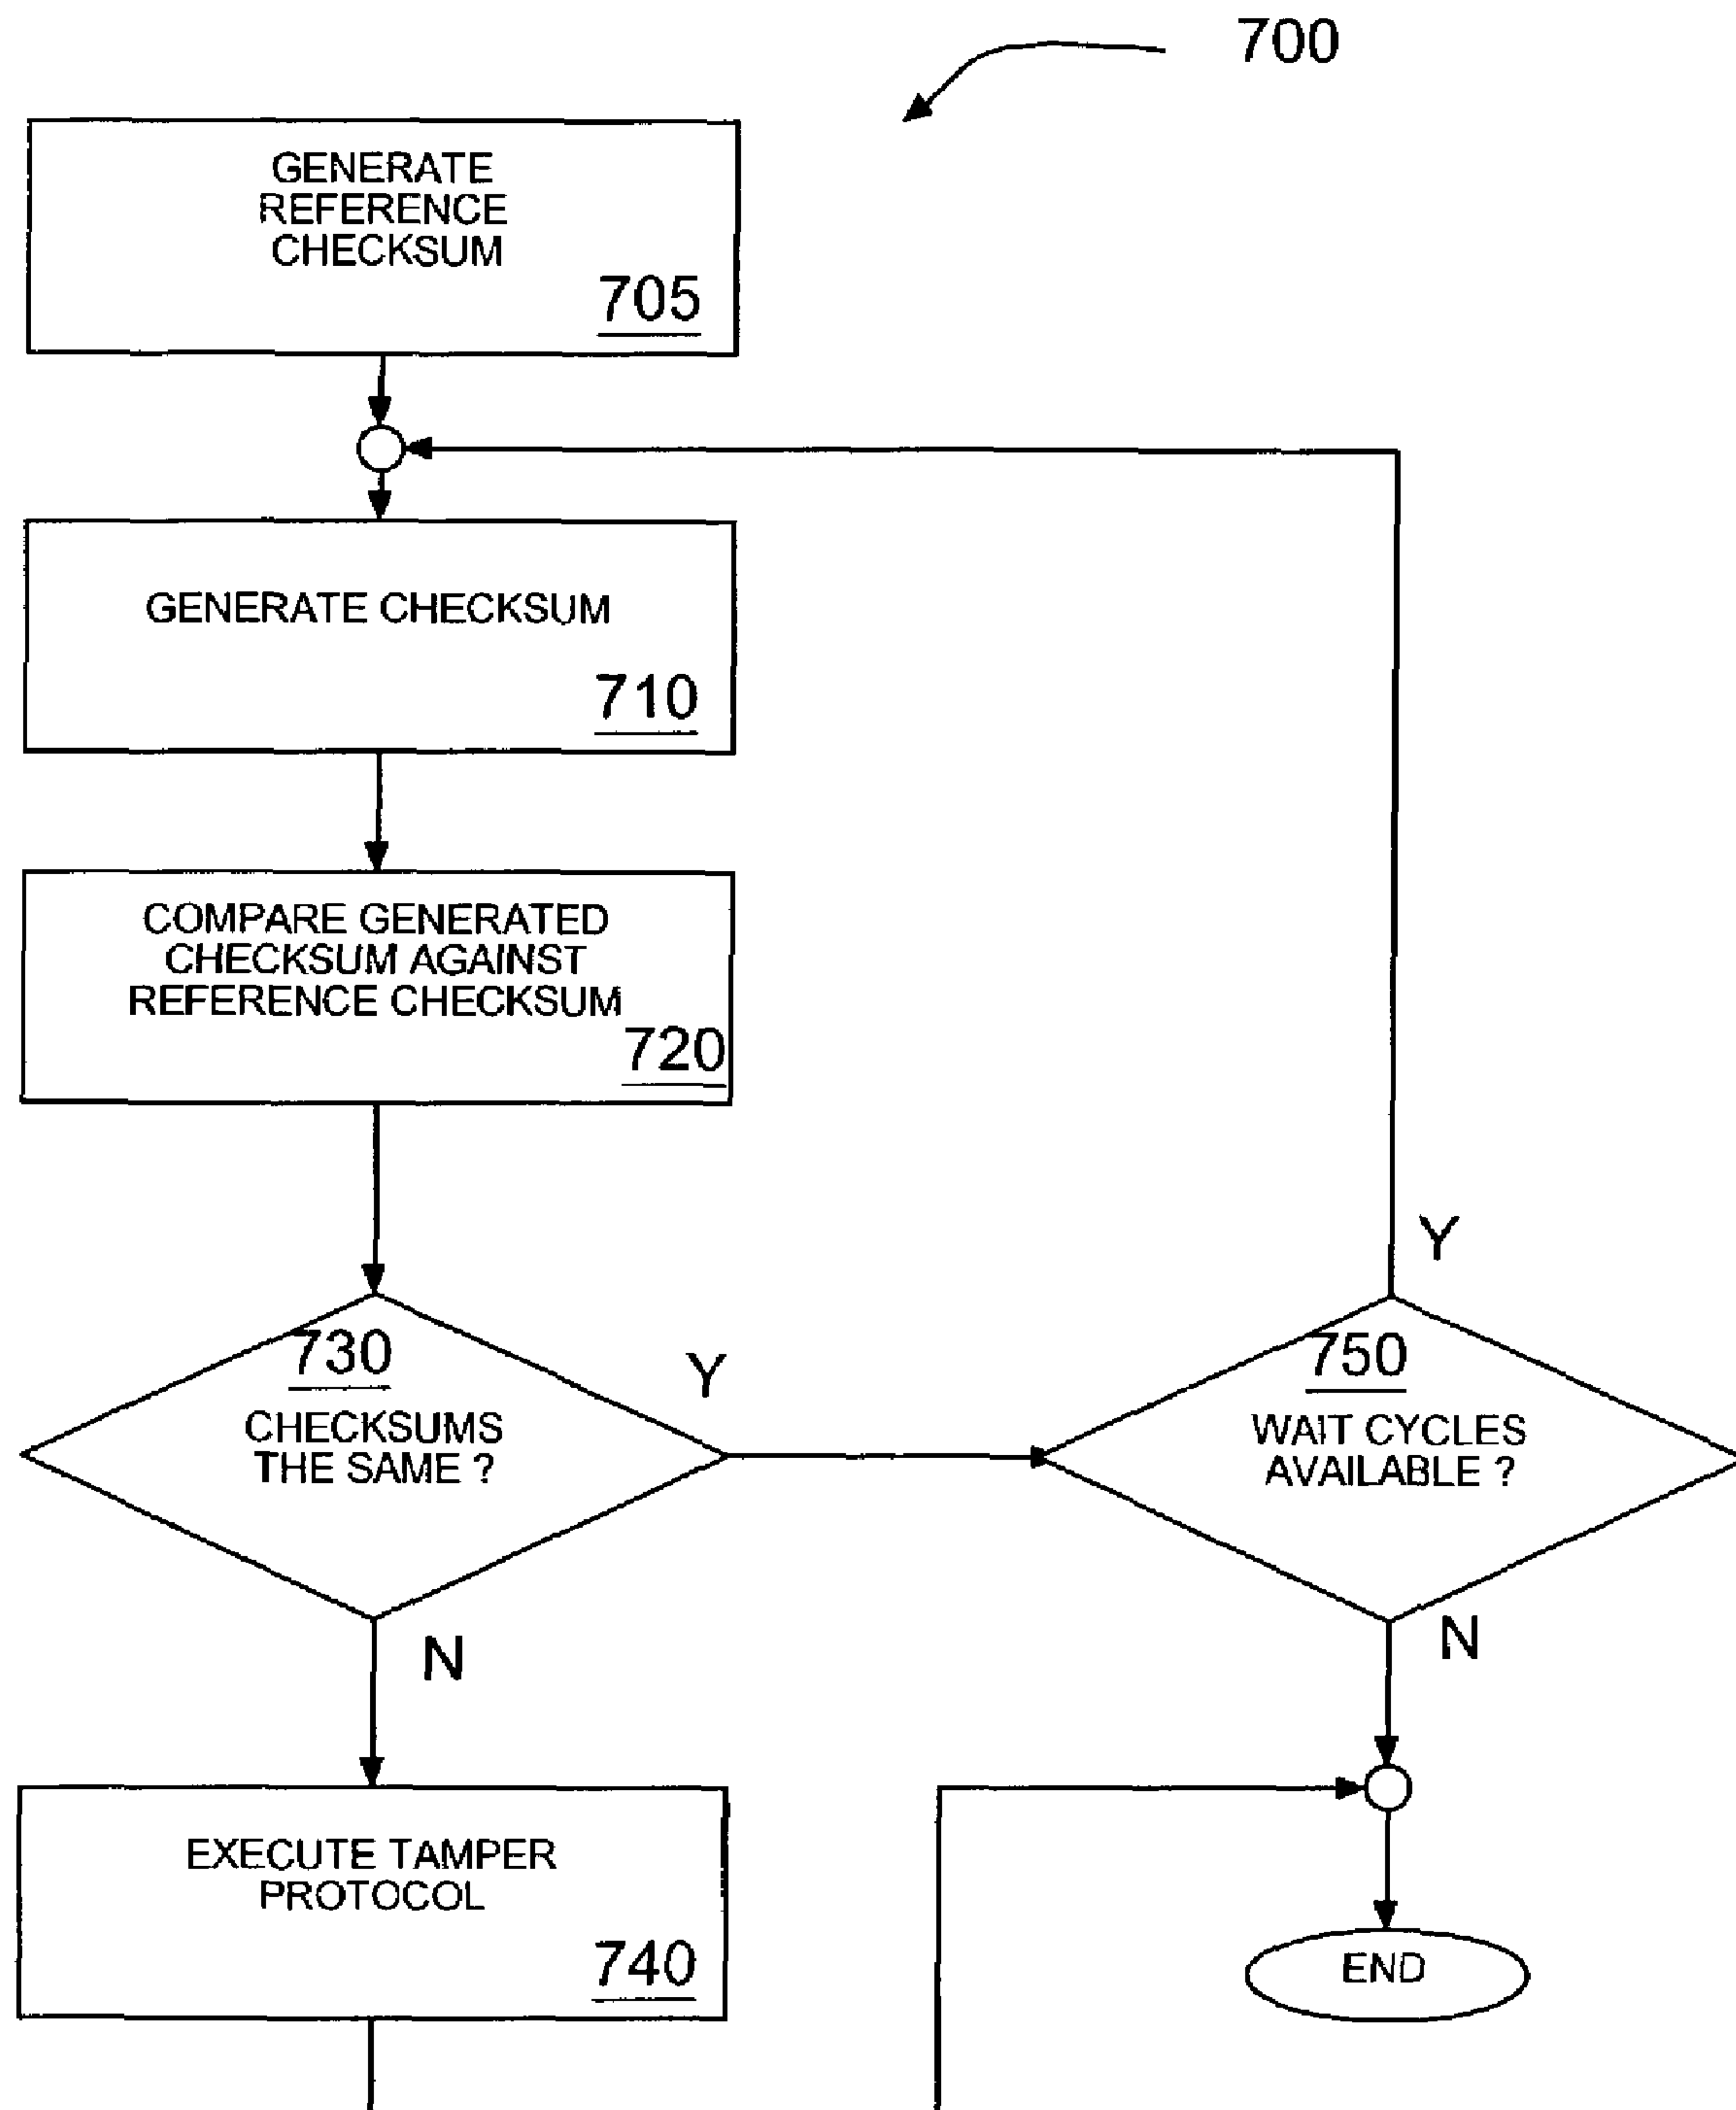 700
GENERATE
REFERENCE
CHECKSUM
705
GENERATE CHECKSUM
710
COMPARE GENERATED
CHECKSUM AGAINST
REFERENCE CHECKSUM
720
730
CHECKSUMS
THE SAME ?
Y
N
750
WAIT CYCLES
AVAILABLE ?
Y
N
EXECUTE TAMPER
PROTOCOL
740
END